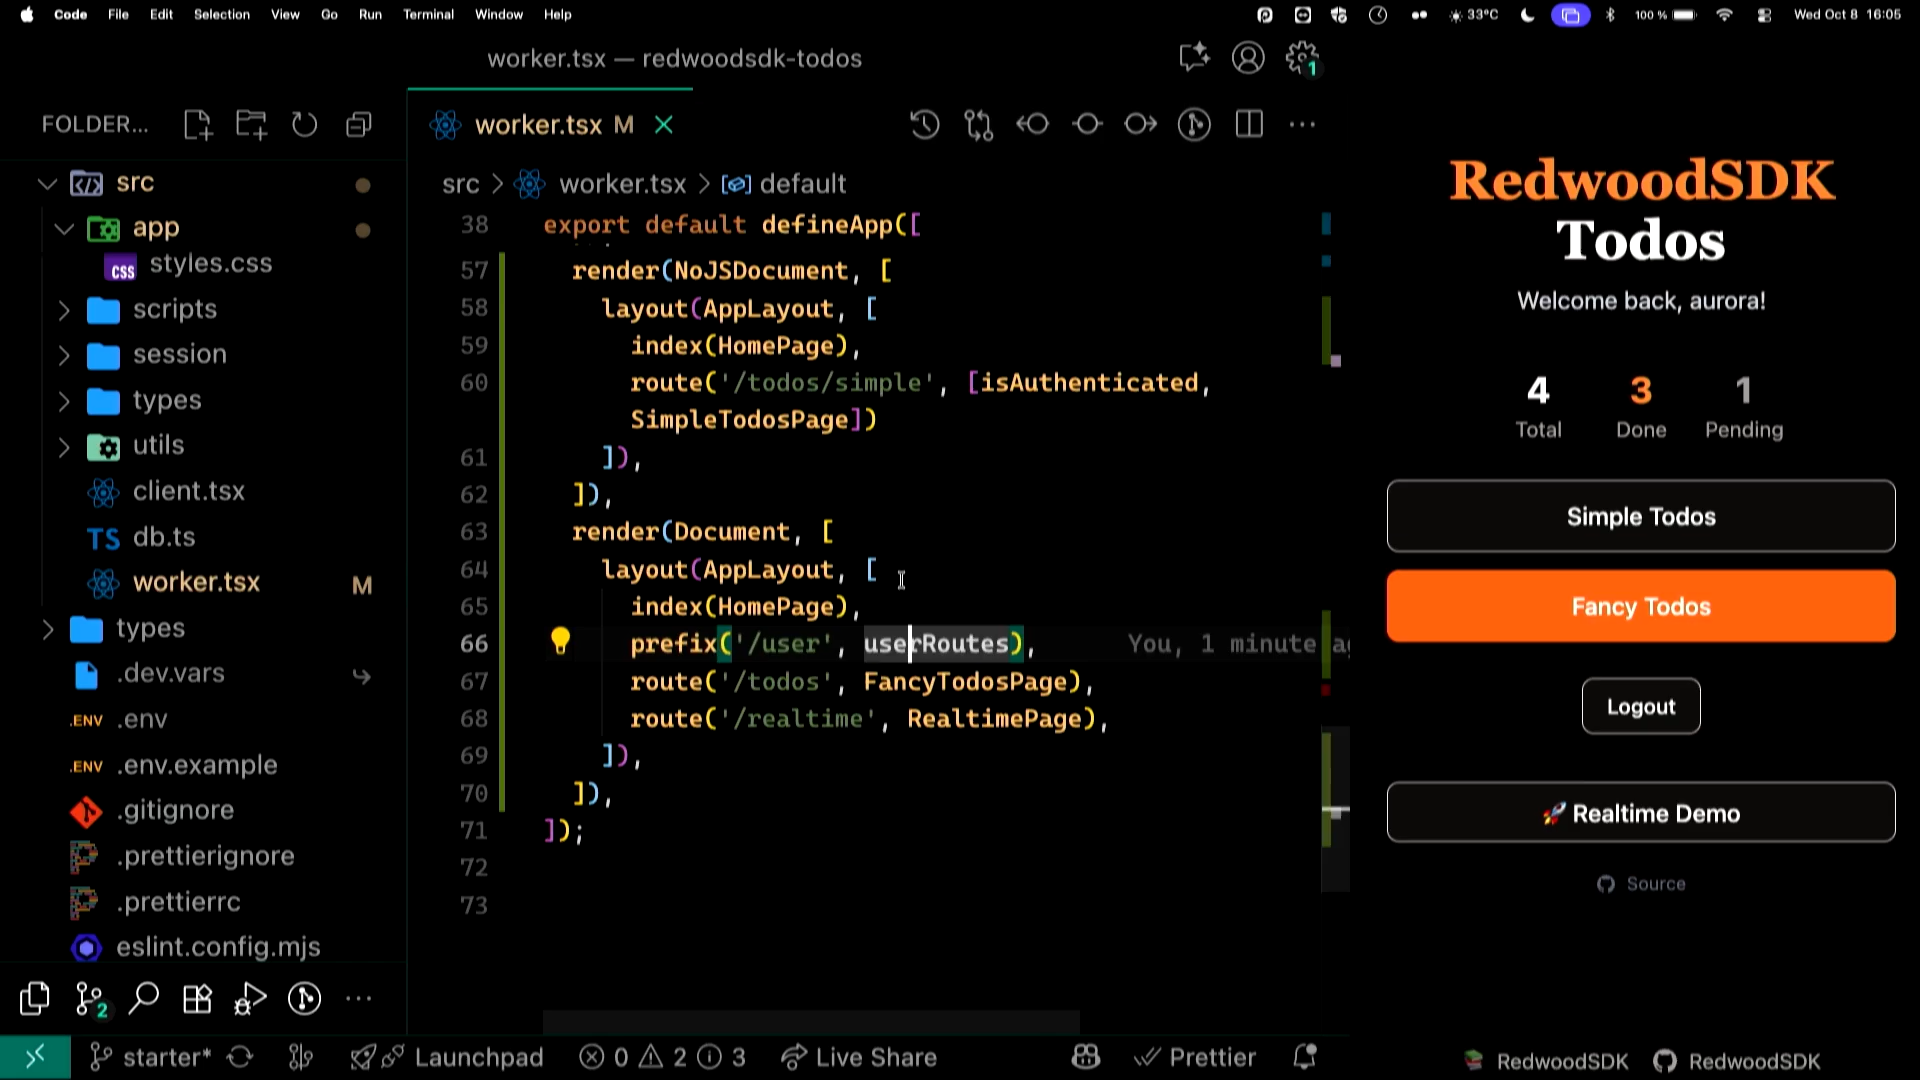 Code File Edit Selection View Go Run Terminal Window Help
33°C 100 % Wed Oct 8 16:05
worker.tsx — redwoodsdk-todos
1
FOLDER...
worker.tsx M
src > worker.tsx > default
src
app
styles.css
scripts
session
types
utils
client.tsx
TS db.ts
worker.tsx M
types
.dev.vars
.ENV .env
.ENV .env.example
.gitignore
.prettierignore
.prettierrc
eslint.config.mjs
38 export default defineApp([
57 render(NoJSDocument, [
58 layout(AppLayout, [
59 index(HomePage),
60 route('/todos/simple', [isAuthenticated,
SimpleTodosPage])
61 ]),
62 ]),
63 render(Document, [
64 layout(AppLayout, [
65 index(HomePage),
66 prefix('/user', userRoutes), You, 1 minute ag
67 route('/todos', FancyTodosPage),
68 route('/realtime', RealtimePage),
69 ]),
70 ]),
71 ]);
72
73
2
starter* Launchpad 0 2 3 Live Share Prettier
RedwoodSDK
Todos
Welcome back, aurora!
4 3 1
Total Done Pending
Simple Todos
Fancy Todos
Logout
🚀 Realtime Demo
Source
RedwoodSDK RedwoodSDK